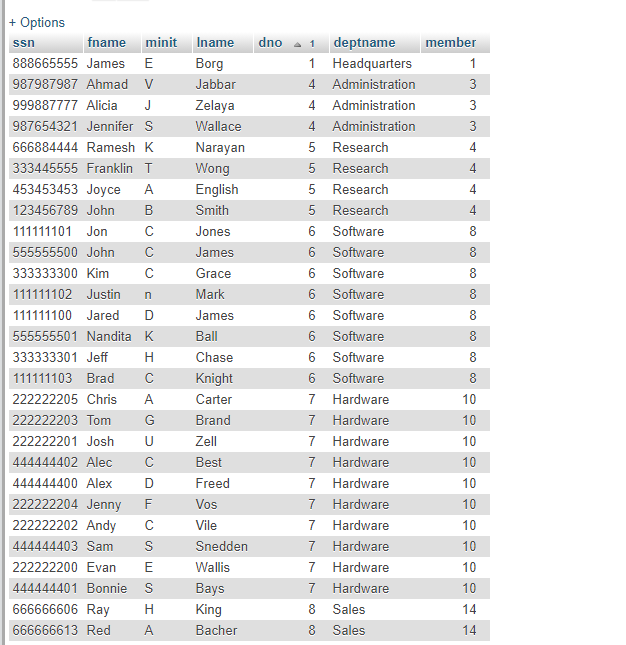 + Options
ssn fname minit lname dno 1 deptname member
888665555 James E Borg 1 Headquarters 1
987987987 Ahmad V Jabbar 4 Administration 3
999887777 Alicia J Zelaya 4 Administration 3
987654321 Jennifer S Wallace 4 Administration 3
666884444 Ramesh K Narayan 5 Research 4
333445555 Franklin T Wong 5 Research 4
453453453 Joyce A English 5 Research 4
123456789 John B Smith 5 Research 4
111111101 Jon C Jones 6 Software 8
555555500 John C James 6 Software 8
333333300 Kim C Grace 6 Software 8
111111102 Justin n Mark 6 Software 8
111111100 Jared D James 6 Software 8
555555501 Nandita K Ball 6 Software 8
333333301 Jeff H Chase 6 Software 8
111111103 Brad C Knight 6 Software 8
222222205 Chris A Carter 7 Hardware 10
222222203 Tom G Brand 7 Hardware 10
222222201 Josh U Zell 7 Hardware 10
444444402 Alec C Best 7 Hardware 10
444444400 Alex D Freed 7 Hardware 10
222222204 Jenny F Vos 7 Hardware 10
222222202 Andy C Vile 7 Hardware 10
444444403 Sam S Snedden 7 Hardware 10
222222200 Evan E Wallis 7 Hardware 10
444444401 Bonnie S Bays 7 Hardware 10
666666606 Ray H King 8 Sales 14
666666613 Red A Bacher 8 Sales 14